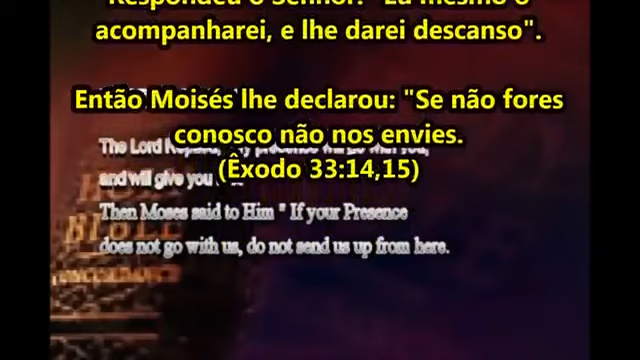 Respondeu o Senhor: "Eu mesmo o
acompanharei, e lhe darei descanso".
Então Moisés lhe declarou: "Se não fores
conosco não nos envies.
(Êxodo 33:14,15)
The Lord
and will give you
Then Moses said to Him " If your Presence
does not go with us, do not send us up from here.
BIBLE
CONCORDANCE